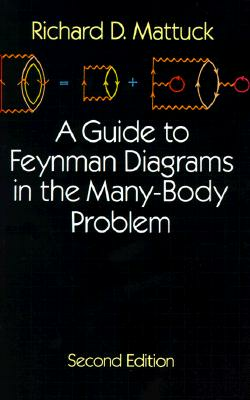 Richard D. Mattuck
A Guide to
Feynman Diagrams
in the Many-Body
Problem
Second Edition